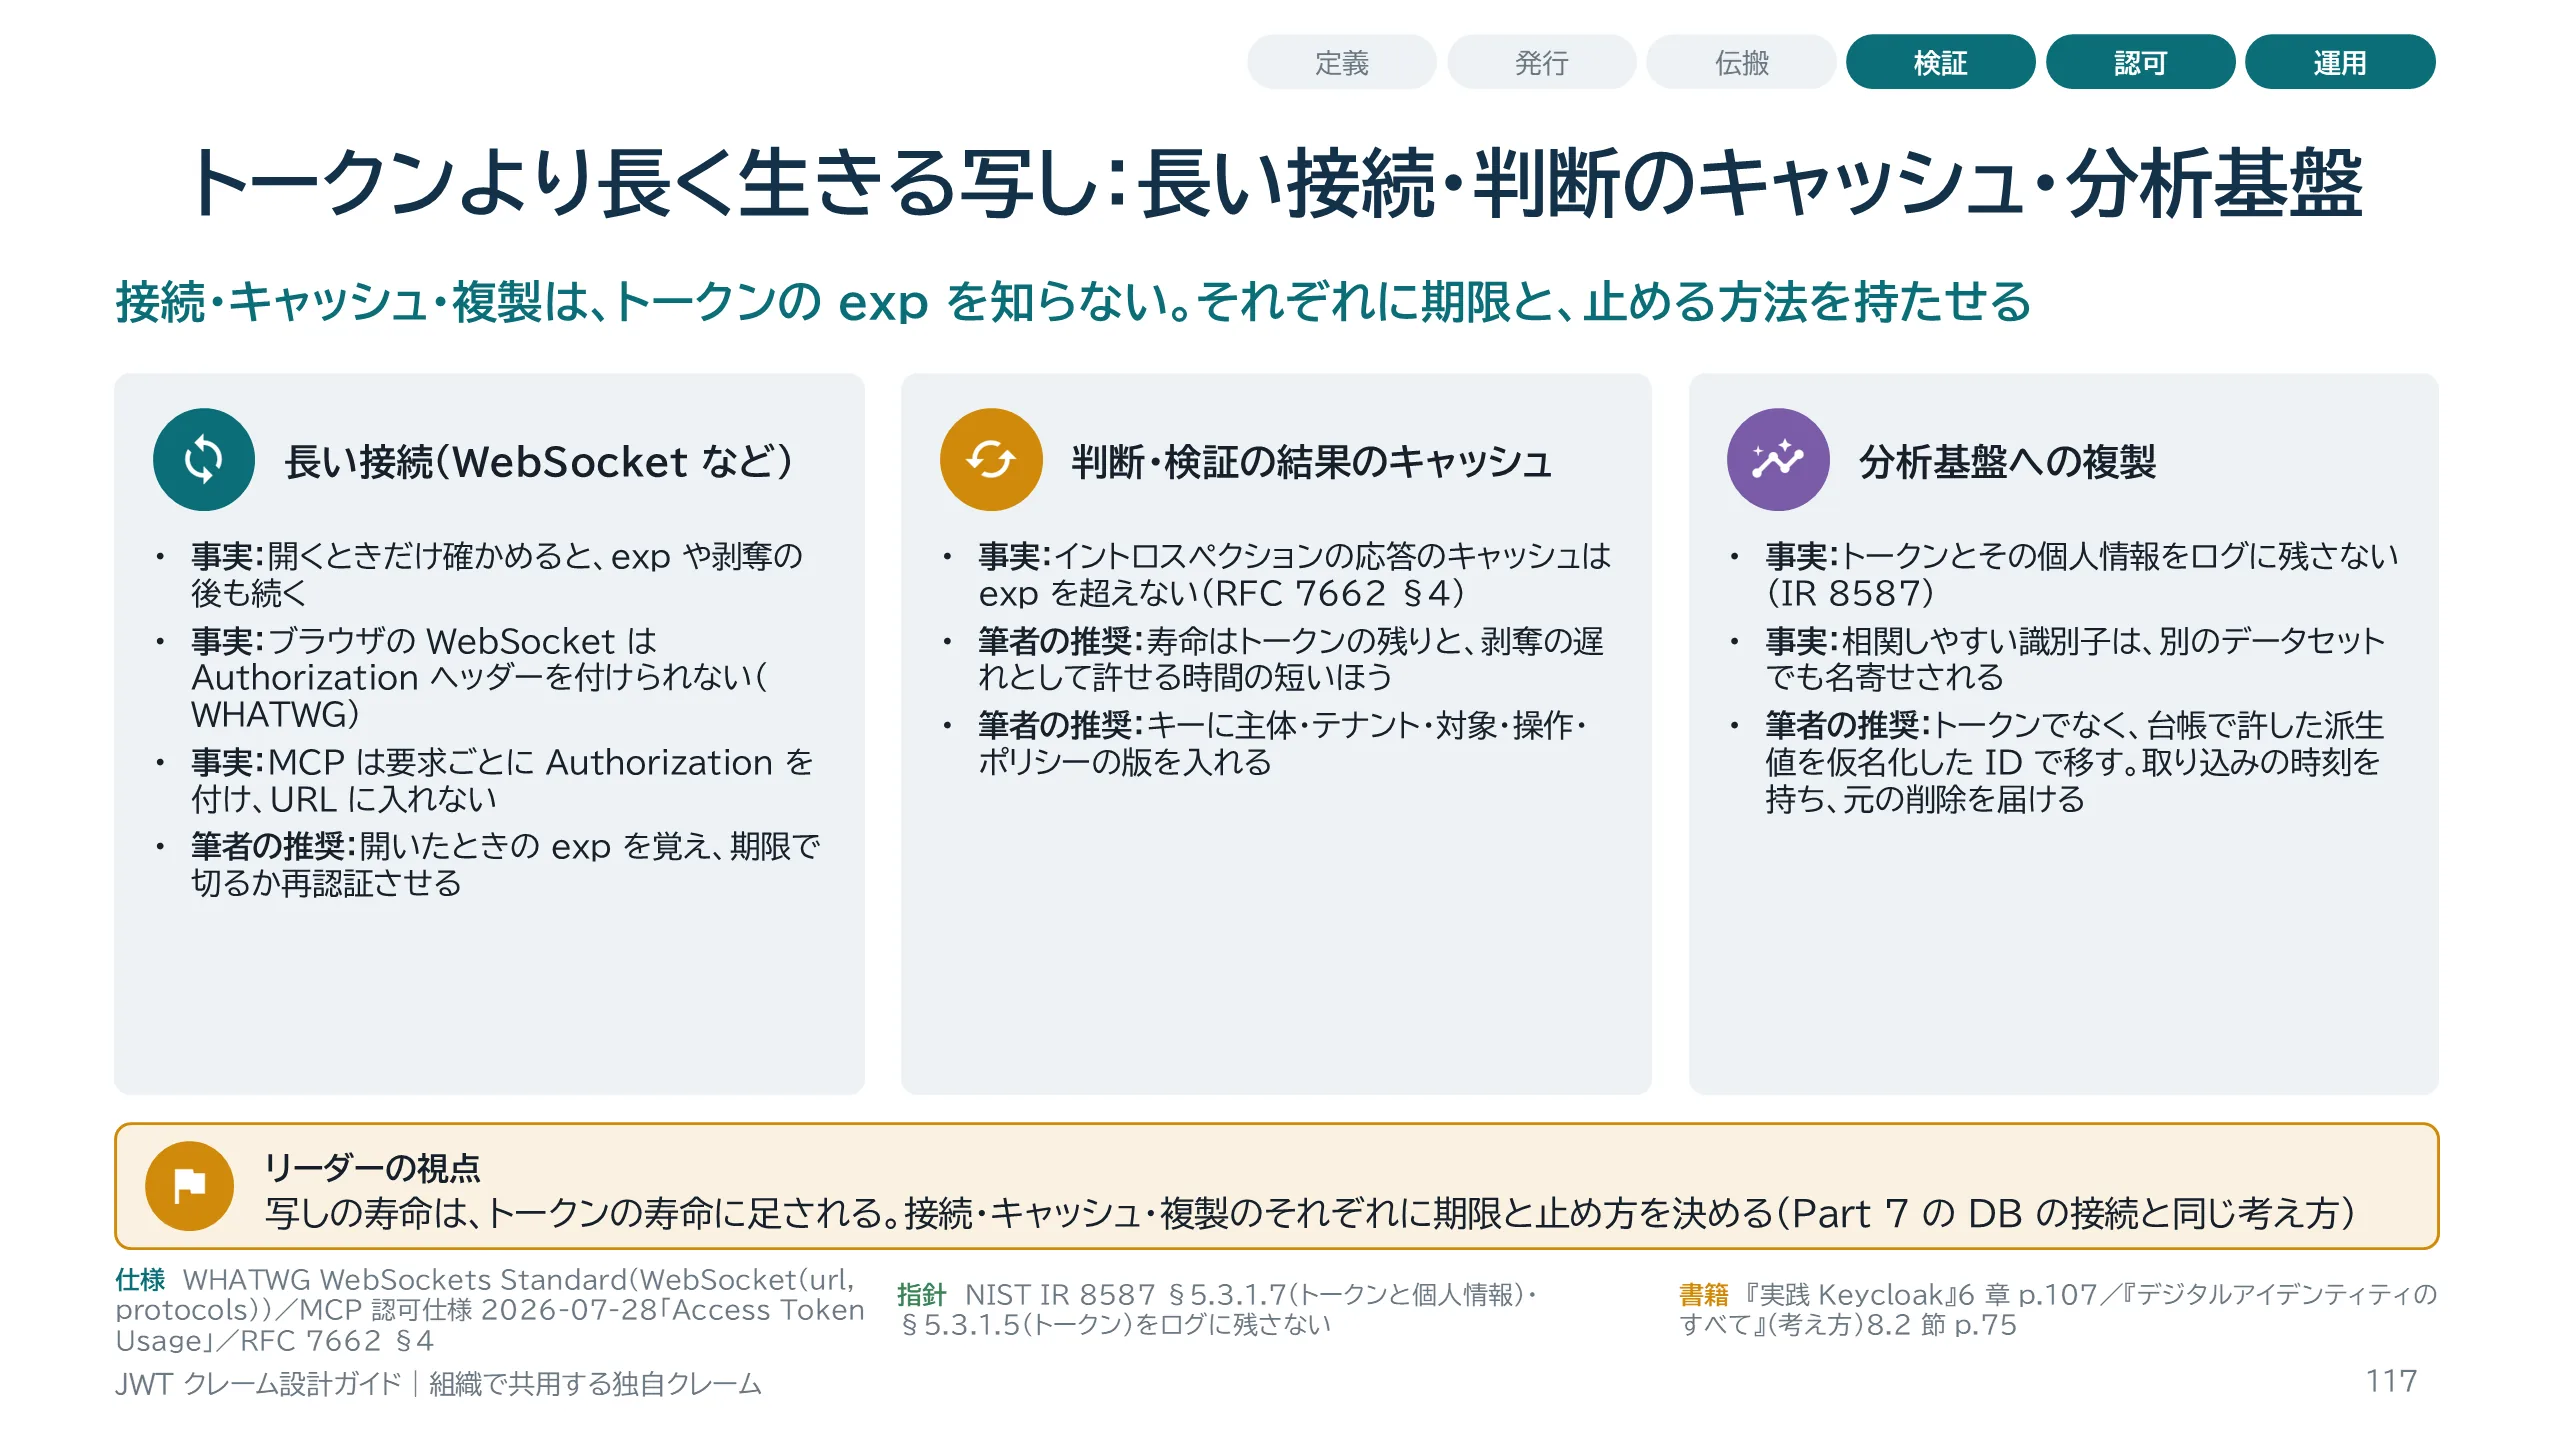 定義
発行
伝搬
検証
認可
運用
トークンより長く生きる写し：長い接続・判断のキャッシュ・分析基盤
接続・キャッシュ・複製は、トークンの exp を知らない。それぞれに期限と、止める方法を持たせる
長い接続（WebSocket など）
・ 事実：開くときだけ確かめると、exp や剥奪の
後も続く
・ 事実：ブラウザの WebSocket は
Authorization ヘッダーを付けられない（
WHATWG）
・ 事実：MCP は要求ごとに Authorization を
付け、URL に入れない
・ 筆者の推奨：開いたときの exp を覚え、期限で
切るか再認証させる
判断・検証の結果のキャッシュ
・ 事実：イントロスペクションの応答のキャッシュは
exp を超えない（RFC 7662 §4）
・ 筆者の推奨：寿命はトークンの残りと、剥奪の遅
れとして許せる時間の短いほう
・ 筆者の推奨：キーに主体・テナント・対象・操作・
ポリシーの版を入れる
分析基盤への複製
・ 事実：トークンとその個人情報をログに残さない
（IR 8587）
・ 事実：相関しやすい識別子は、別のデータセット
でも名寄せされる
・ 筆者の推奨：トークンでなく、台帳で許した派生
値を仮名化した ID で移す。取り込みの時刻を
持ち、元の削除を届ける
リーダーの視点
写しの寿命は、トークンの寿命に足される。接続・キャッシュ・複製のそれぞれに期限と止め方を決める（Part 7 の DB の接続と同じ考え方）
仕様 WHATWG WebSockets Standard（WebSocket(url,
protocols)）／MCP 認可仕様 2026-07-28「Access Token
Usage」／RFC 7662 §4
指針 NIST IR 8587 §5.3.1.7（トークンと個人情報）・
§5.3.1.5（トークン）をログに残さない
書籍 『実践 Keycloak』6 章 p.107／『デジタルアイデンティティの
すべて』（考え方）8.2 節 p.75
JWT クレーム設計ガイド｜組織で共用する独自クレーム
117